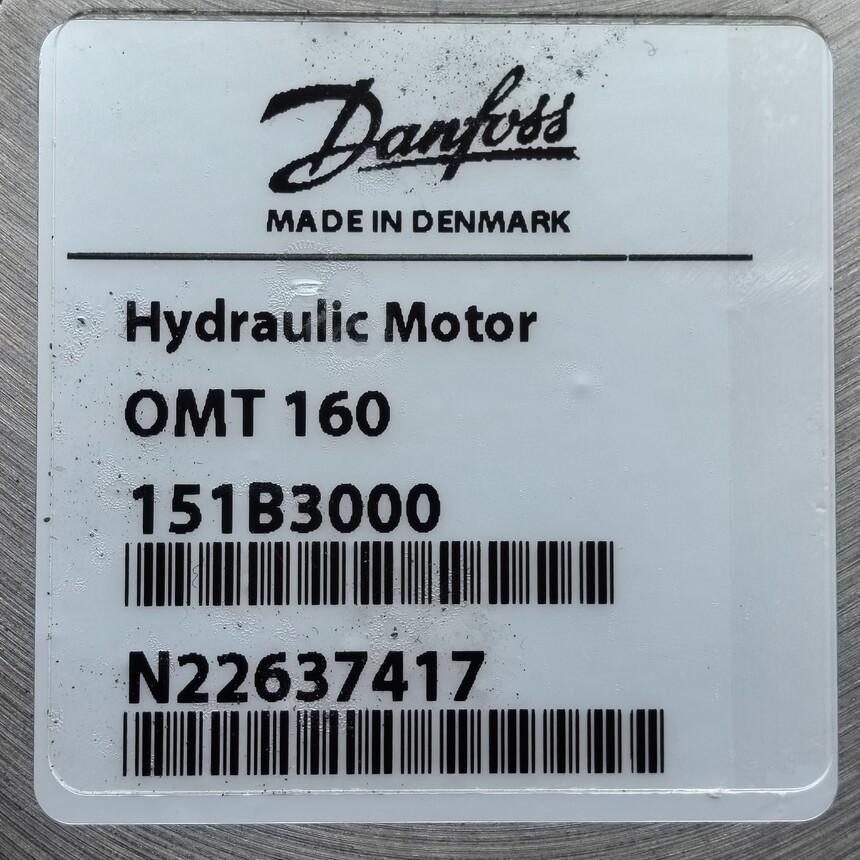 Danfoss
MADE IN DENMARK
Hydraulic Motor
OMT 160
151B3000
N22637417